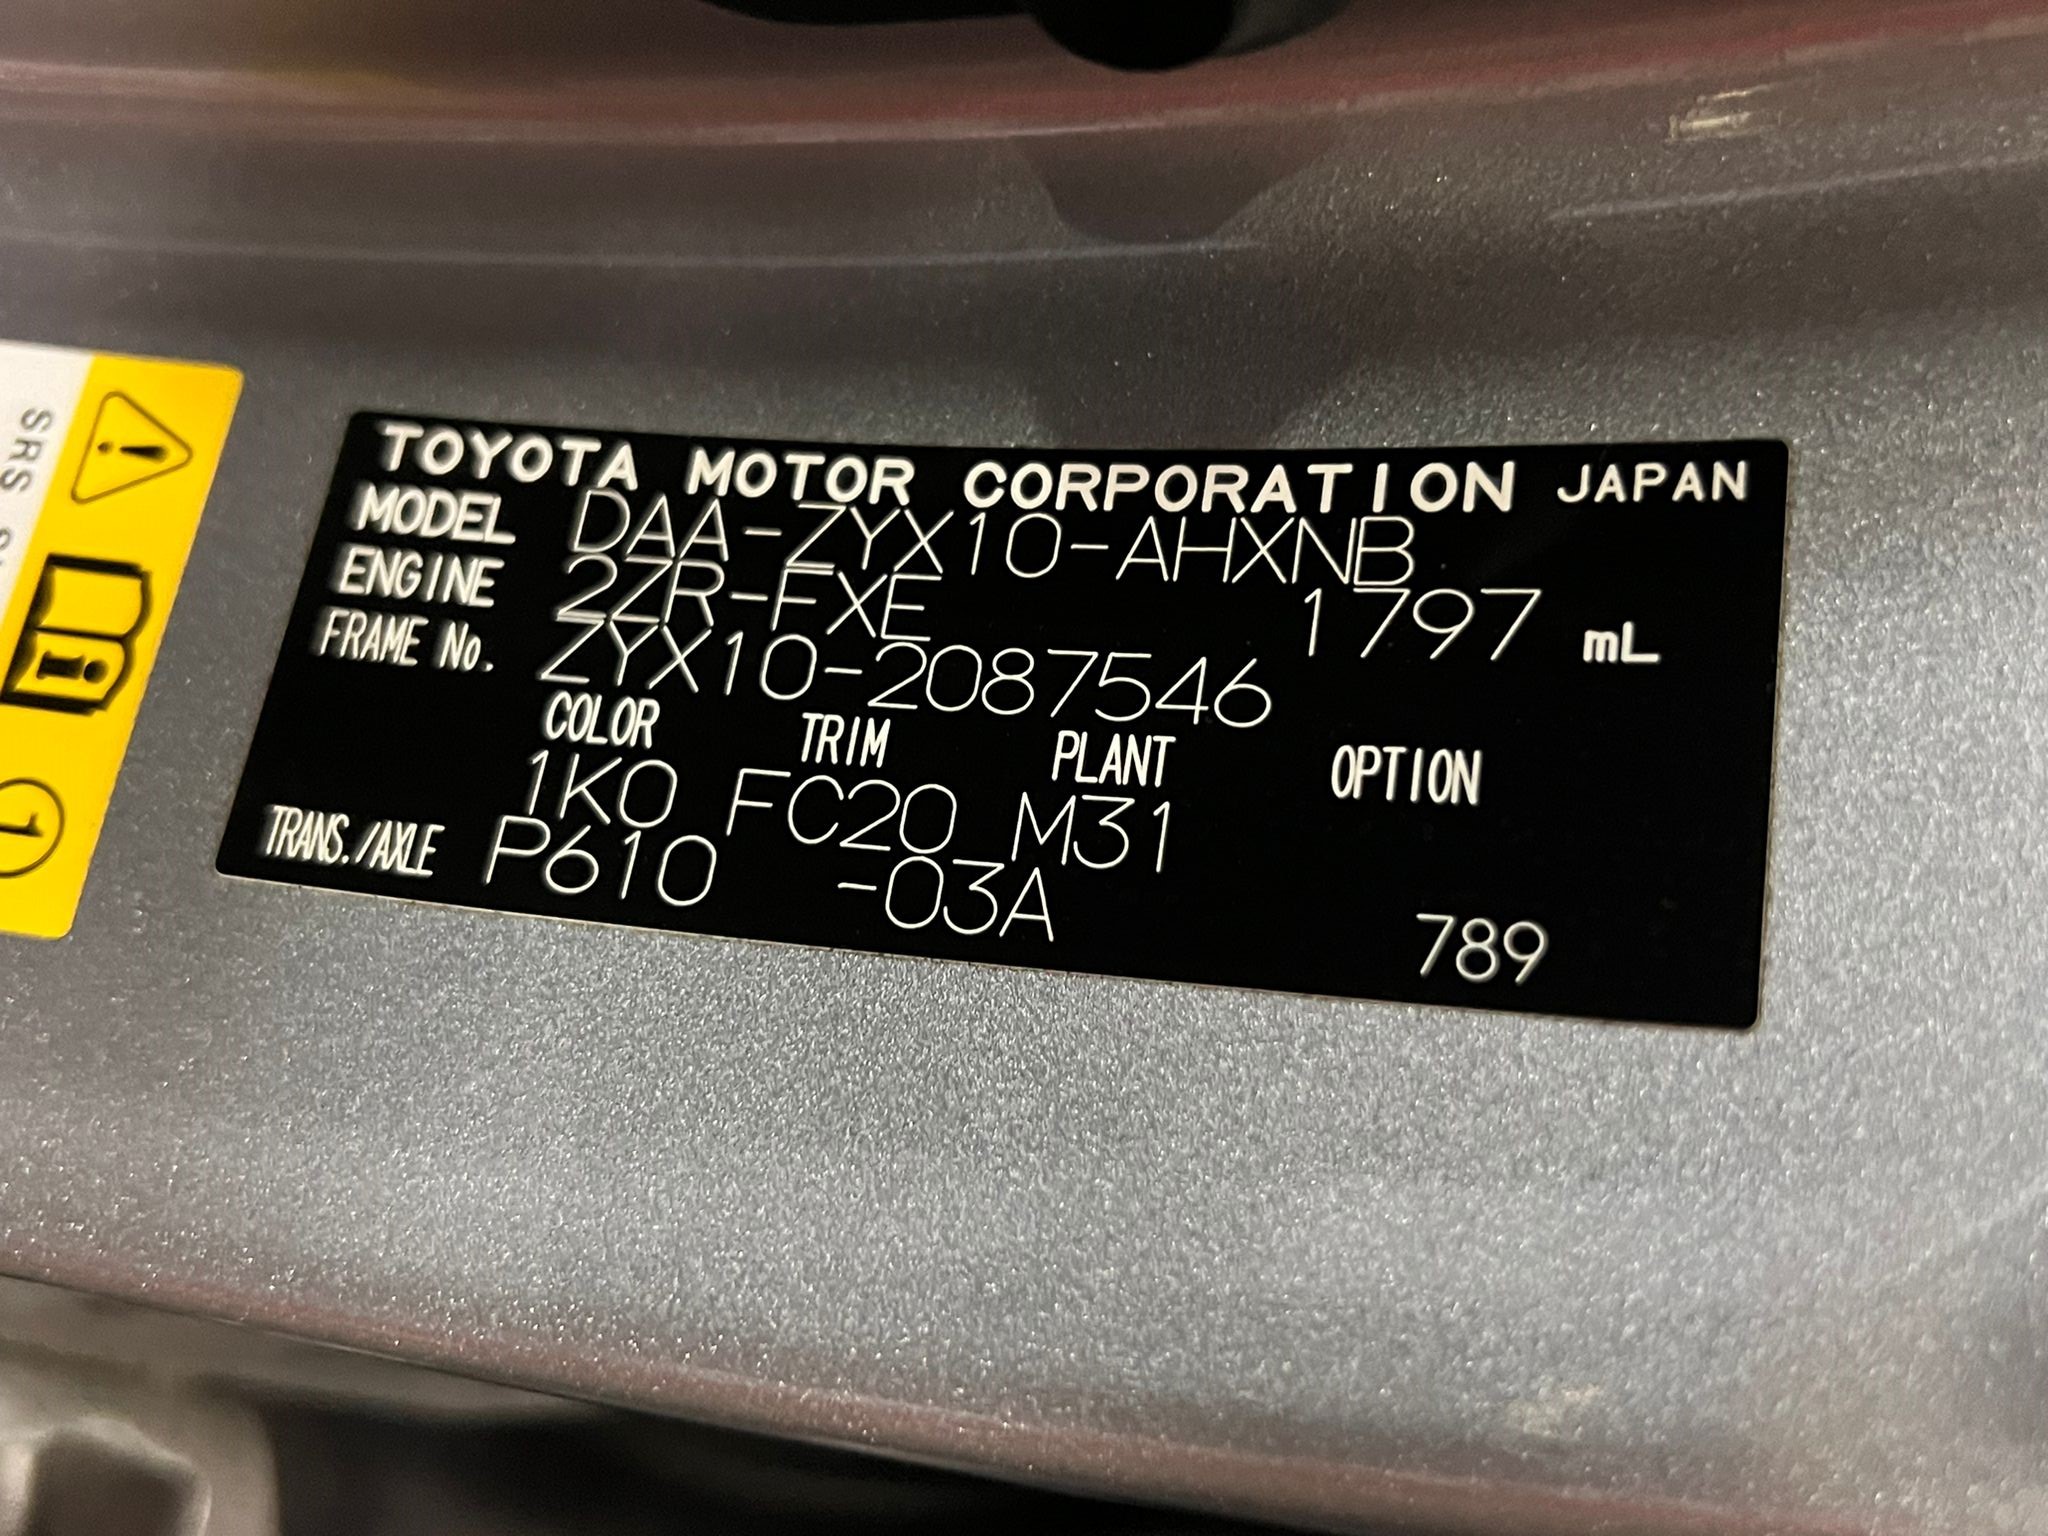 TOYOTA MOTOR CORPORATION JAPAN
MODEL DAA-ZYX10-AHXNB
ENGINE 2ZR-FXE 1797 mL
FRAME No. ZYX10-2087546
COLOR TRIM PLANT OPTION
1K0 FC20 M31
TRANS./AXLE P610 -03A
789
SRS
1